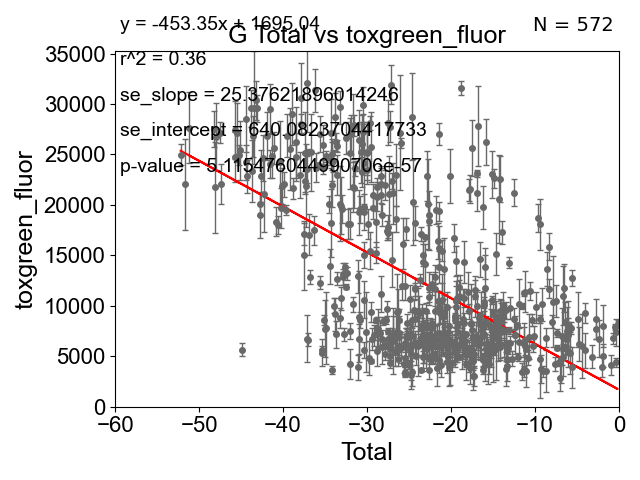 y = -453.35x + 1695.04
N = 572
G Total vs toxgreen_fluor
r^2 = 0.36
se_slope = 25.37621896014246
se_intercept = 640.0823704417733
p-value = 5.115476044990706e-57
35000
30000
25000
20000
15000
10000
5000
0
toxgreen_fluor
−60 −50 −40 −30 −20 −10 0
Total